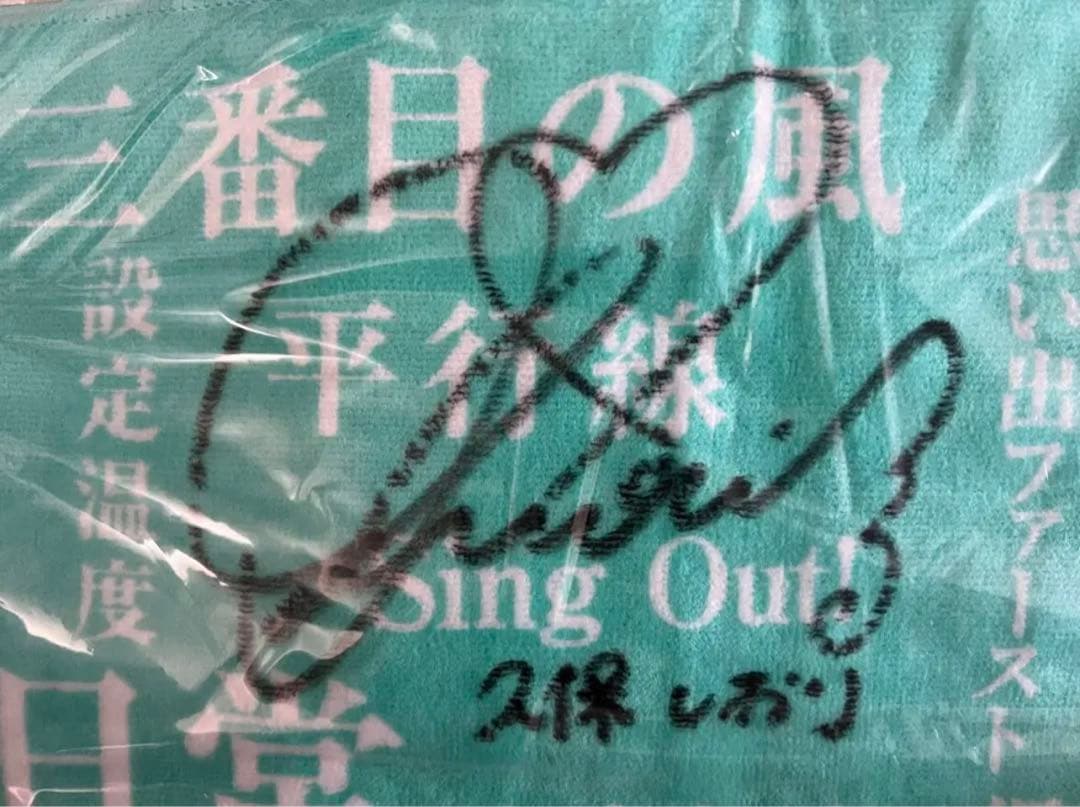 三番目の風
設定温度
平行線
思い出ファースト
Shiori
Sing Out!
久保 しおり
日常